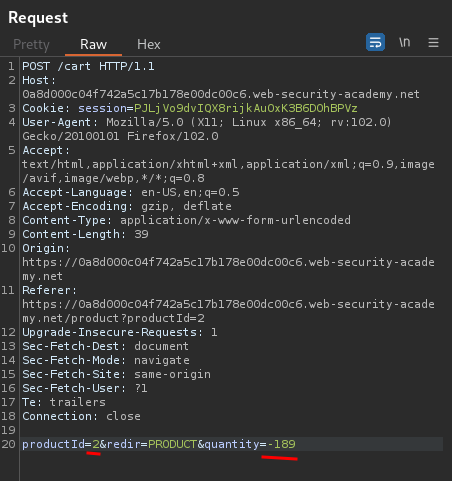 Request
Pretty Raw Hex \n
1 POST /cart HTTP/1.1
2 Host:
0a8d000c04f742a5c17b178e00dc00c6.web-security-academy.net
3 Cookie: session=PJLjVo9dvIQX8rijkAuOxK3B6DOhBPVz
4 User-Agent: Mozilla/5.0 (X11; Linux x86_64; rv:102.0)
Gecko/20100101 Firefox/102.0
5 Accept:
text/html,application/xhtml+xml,application/xml;q=0.9,image
/avif,image/webp,*/*;q=0.8
6 Accept-Language: en-US,en;q=0.5
7 Accept-Encoding: gzip, deflate
8 Content-Type: application/x-www-form-urlencoded
9 Content-Length: 39
10 Origin:
https://0a8d000c04f742a5c17b178e00dc00c6.web-security-acade
my.net
11 Referer:
https://0a8d000c04f742a5c17b178e00dc00c6.web-security-acade
my.net/product?productId=2
12 Upgrade-Insecure-Requests: 1
13 Sec-Fetch-Dest: document
14 Sec-Fetch-Mode: navigate
15 Sec-Fetch-Site: same-origin
16 Sec-Fetch-User: ?1
17 Te: trailers
18 Connection: close
19
20 productId=2&redir=PRODUCT&quantity=-189